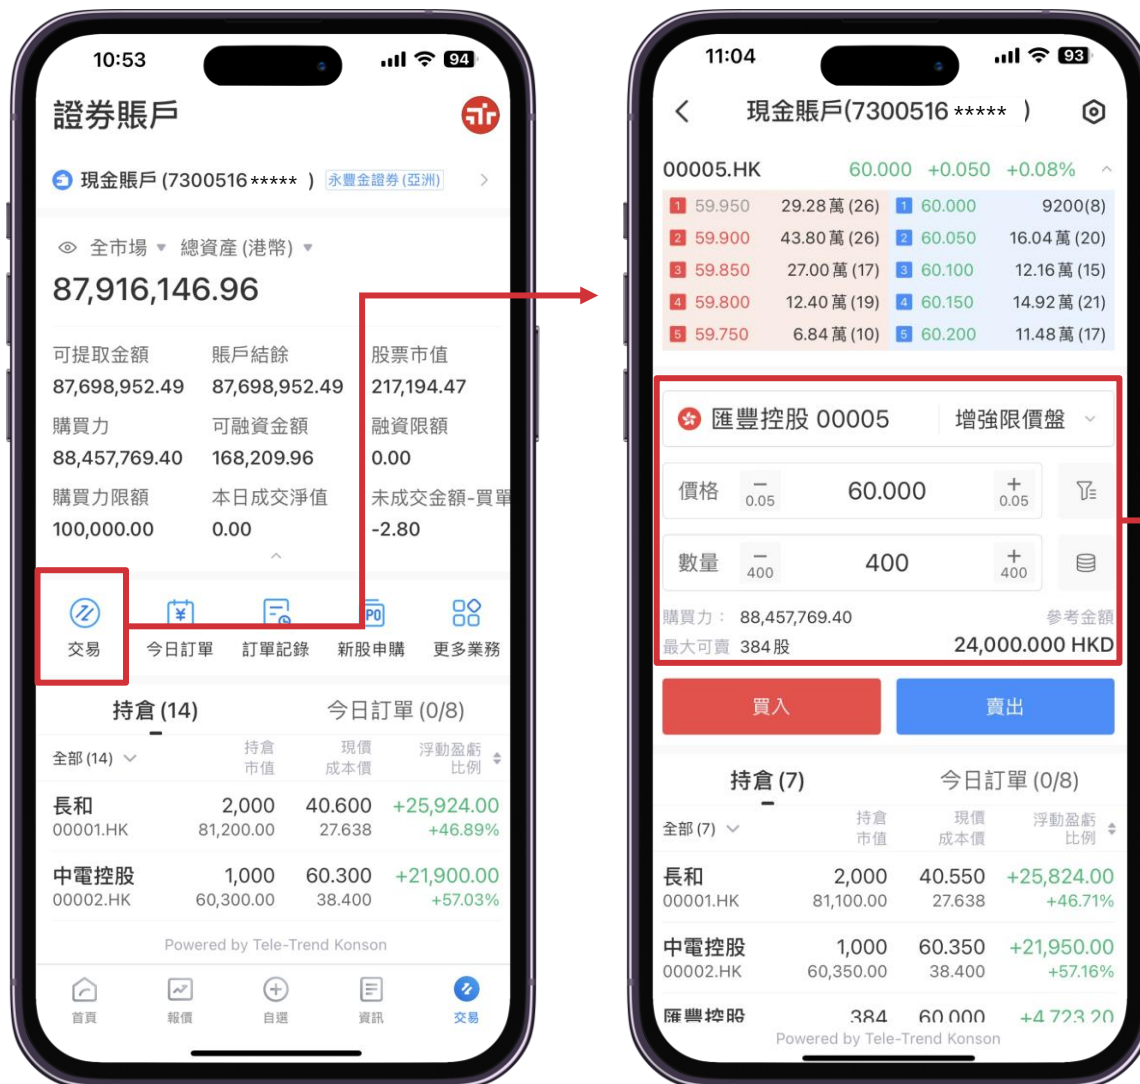 10:53
94
證券賬戶
現金賬戶 (7300516***** ) 永豐金證券(亞洲)
全市場 總資產 (港幣)
87,916,146.96
可提取金額 賬戶結餘 股票市值
87,698,952.49 87,698,952.49 217,194.47
購買力 可融資金額 融資限額
88,457,769.40 168,209.96 0.00
購買力限額 本日成交淨值 未成交金額-買單
100,000.00 0.00 -2.80
交易 今日訂單 訂單記錄 新股申購 更多業務
持倉 (14) 今日訂單 (0/8)
全部 (14) 持倉 現價 浮動盈虧
市值 成本價 比例
長和 2,000 40.600 +25,924.00
00001.HK 81,200.00 27.638 +46.89%
中電控股 1,000 60.300 +21,900.00
00002.HK 60,300.00 38.400 +57.03%
Powered by Tele-Trend Konson
首頁 報價 自選 資訊 交易
11:04
93
現金賬戶(7300516 ***** )
00005.HK 60.000 +0.050 +0.08%
1 59.950 29.28萬 (26) 1 60.000 9200(8)
2 59.900 43.80萬 (26) 2 60.050 16.04萬 (20)
3 59.850 27.00萬 (17) 3 60.100 12.16萬 (15)
4 59.800 12.40萬 (19) 4 60.150 14.92萬 (21)
5 59.750 6.84萬 (10) 5 60.200 11.48萬 (17)
匯豐控股 00005 增強限價盤
價格 − 0.05 60.000 + 0.05
數量 − 400 400 + 400
購買力： 88,457,769.40 參考金額
最大可賣 384股 24,000.000 HKD
買入 賣出
持倉 (7) 今日訂單 (0/8)
全部 (7) 持倉 現價 浮動盈虧
市值 成本價 比例
長和 2,000 40.550 +25,824.00
00001.HK 81,100.00 27.638 +46.71%
中電控股 1,000 60.350 +21,950.00
00002.HK 60,350.00 38.400 +57.16%
匯豐控股 384 60.000 +4,723.20
Powered by Tele-Trend Konson